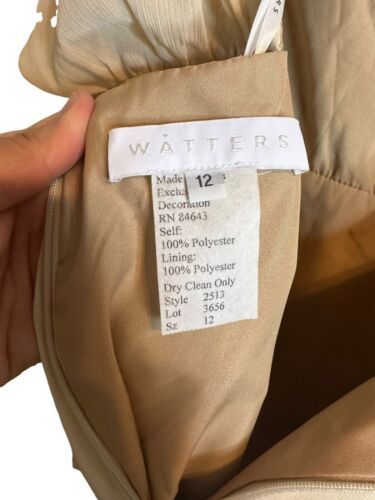 WATTERS
12
Made
Exclu
Decoration
RN 84643
Self:
100% Polyester
Lining:
100% Polyester
Dry Clean Only
Style 2513
Lot 3656
Sz 12